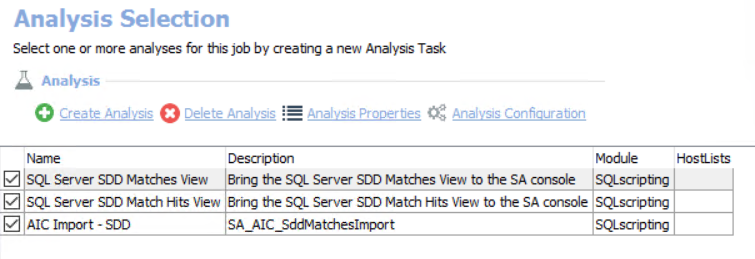 Analysis Selection
Select one or more analyses for this job by creating a new Analysis Task
Analysis
Create Analysis Delete Analysis Analysis Properties Analysis Configuration
Name Description Module HostLists
SQL Server SDD Matches View Bring the SQL Server SDD Matches View to the SA console SQLscripting
SQL Server SDD Match Hits View Bring the SQL Server SDD Match Hits View to the SA console SQLscripting
AIC Import - SDD SA_AIC_SddMatchesImport SQLscripting